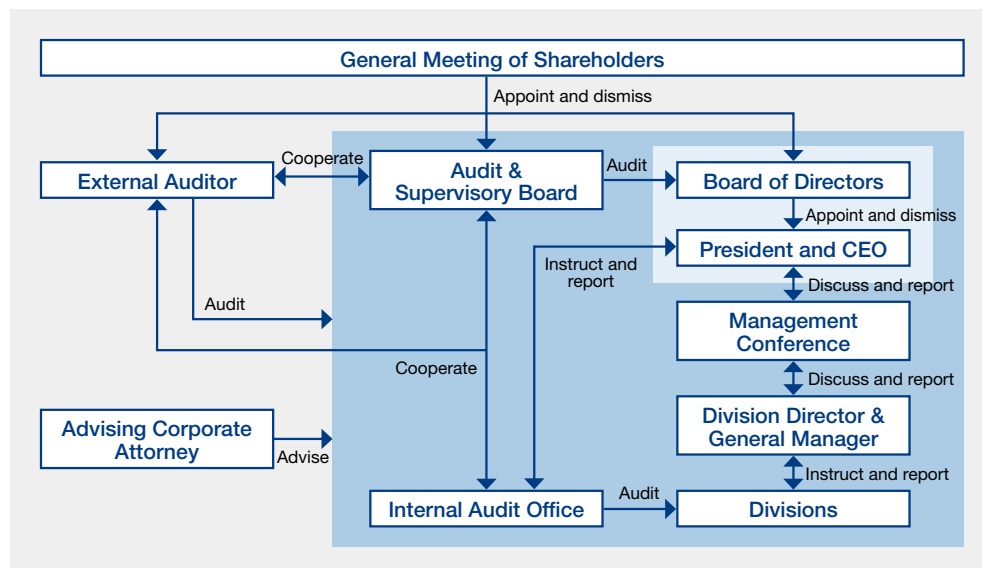 General Meeting of Shareholders
Appoint and dismiss
Cooperate
External Auditor
Audit &
Supervisory Board
Audit
Board of Directors
Appoint and dismiss
President and CEO
Instruct and
report
Discuss and report
Audit
Management
Conference
Cooperate
Discuss and report
Advising Corporate
Attorney
Advise
Division Director &
General Manager
Instruct and report
Internal Audit Office
Audit
Divisions